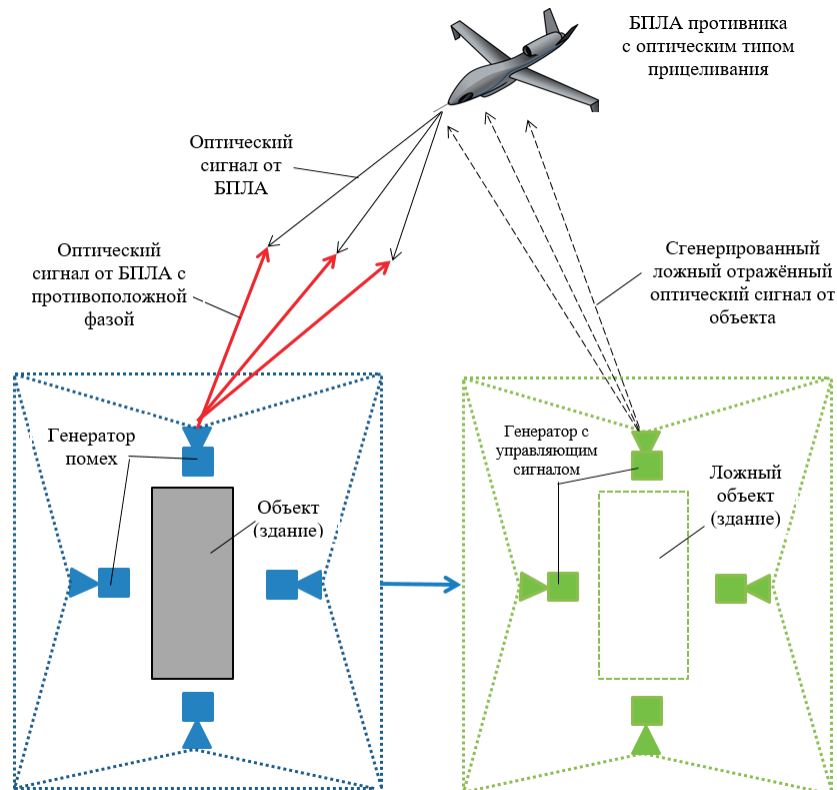 БПЛА противника
с оптическим типом
прицеливания
Оптический
сигнал от
БПЛА
Оптический
сигнал от БПЛА с
противоположной
фазой
Сгенерированный
ложный отражённый
оптический сигнал от
объекта
Генератор
помех
Объект
(здание)
Генератор с
управляющим
сигналом
Ложный
объект
(здание)